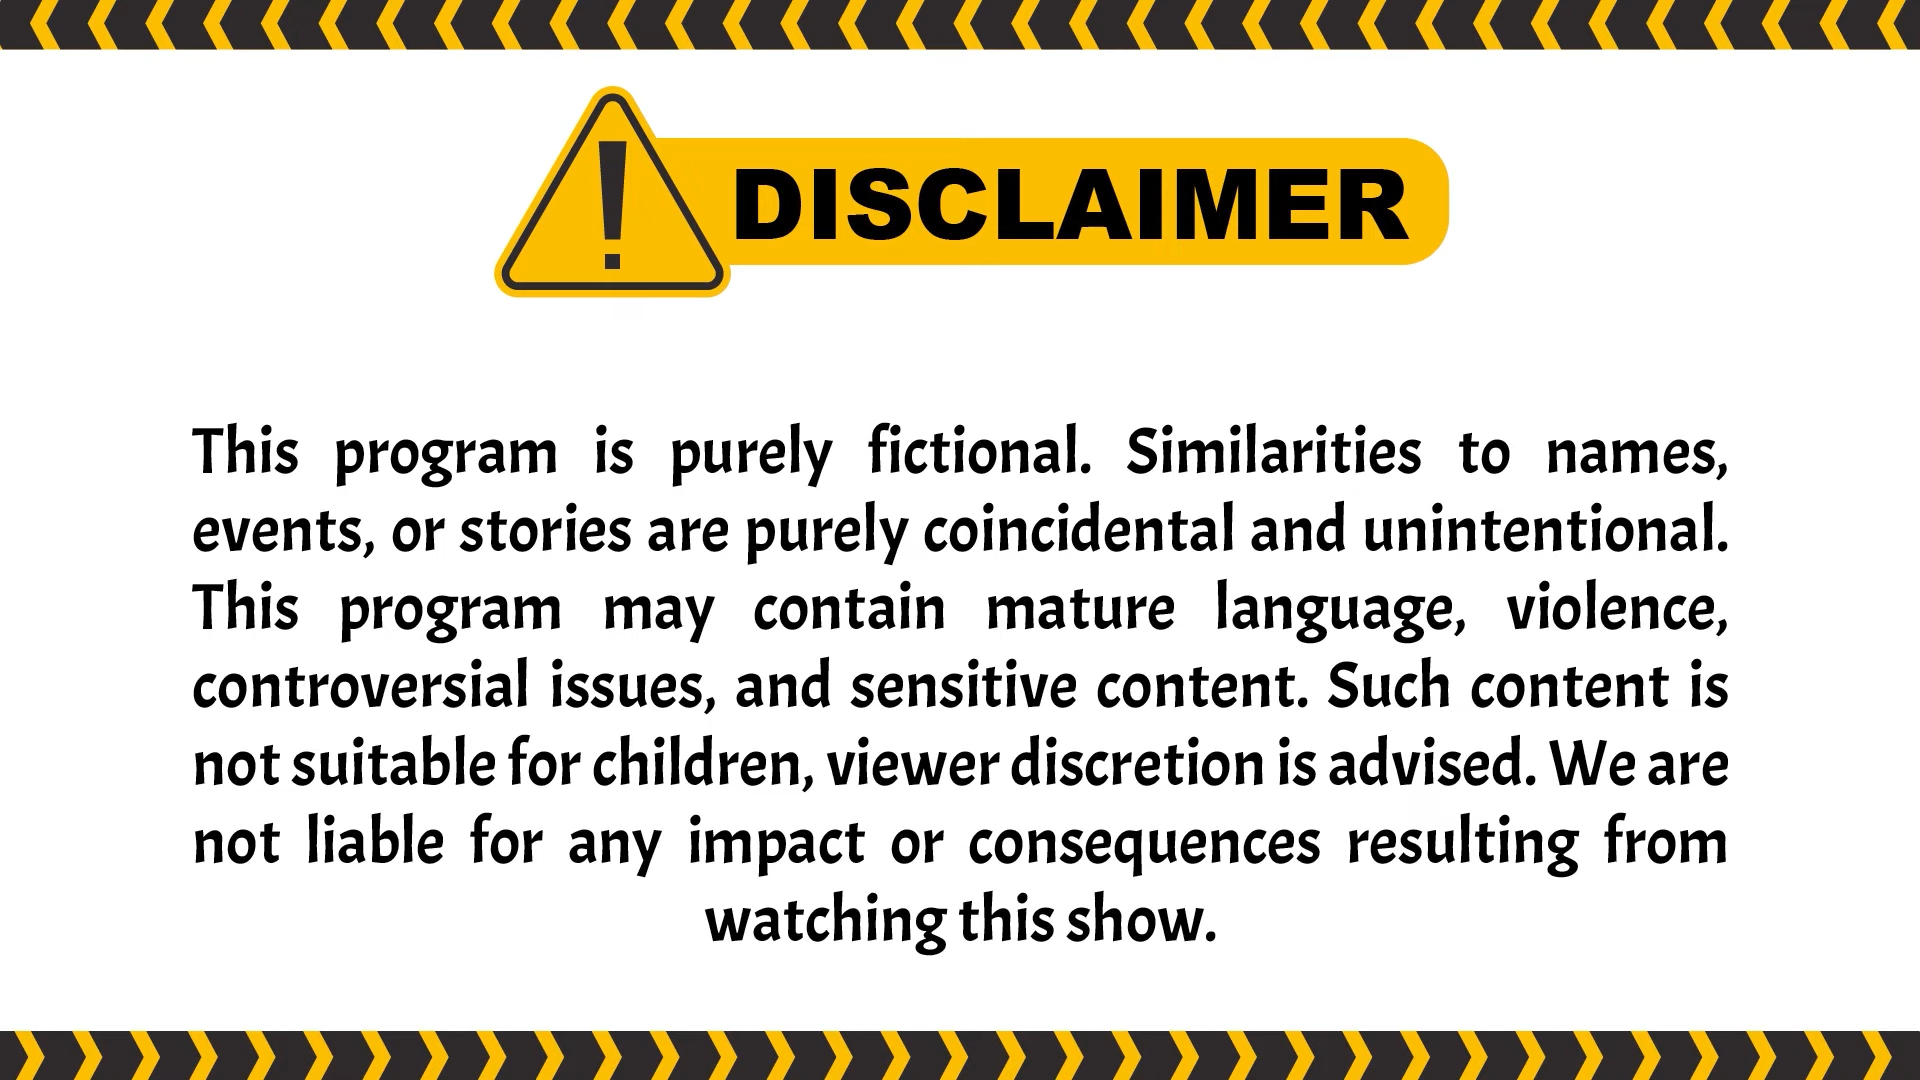 DISCLAIMER
This program is purely fictional. Similarities to names,
events, or stories are purely coincidental and unintentional.
This program may contain mature language, violence,
controversial issues, and sensitive content. Such content is
not suitable for children, viewer discretion is advised. We are
not liable for any impact or consequences resulting from
watching this show.